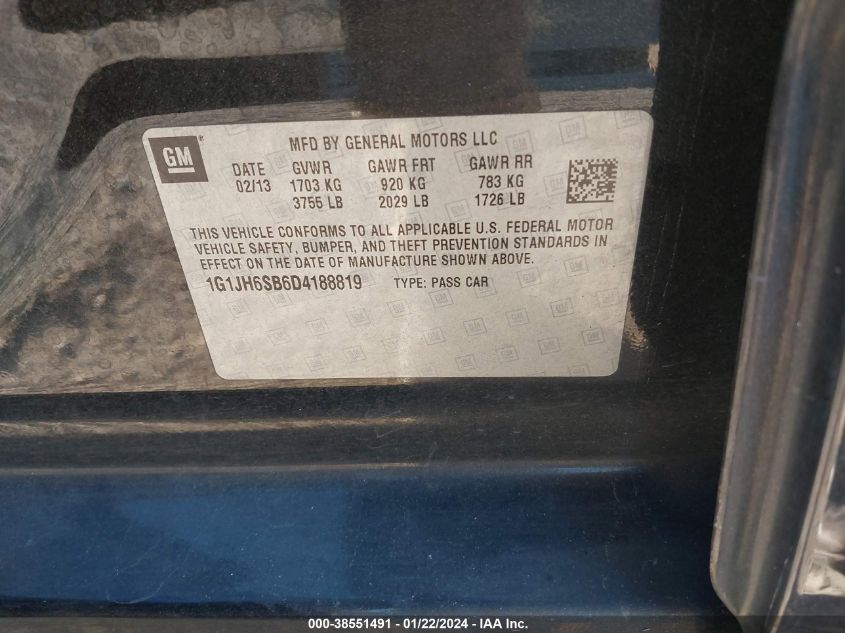 GM
MFD BY GENERAL MOTORS LLC
DATE GVWR GAWR FRT GAWR RR
02/13 1703 KG 920 KG 783 KG
3755 LB 2029 LB 1726 LB
THIS VEHICLE CONFORMS TO ALL APPLICABLE U.S. FEDERAL MOTOR
VEHICLE SAFETY, BUMPER, AND THEFT PREVENTION STANDARDS IN
EFFECT ON THE DATE OF MANUFACTURE SHOWN ABOVE.
1G1JH6SB6D4188819 TYPE: PASS CAR
000-38551491 - 01/22/2024 - IAA Inc.